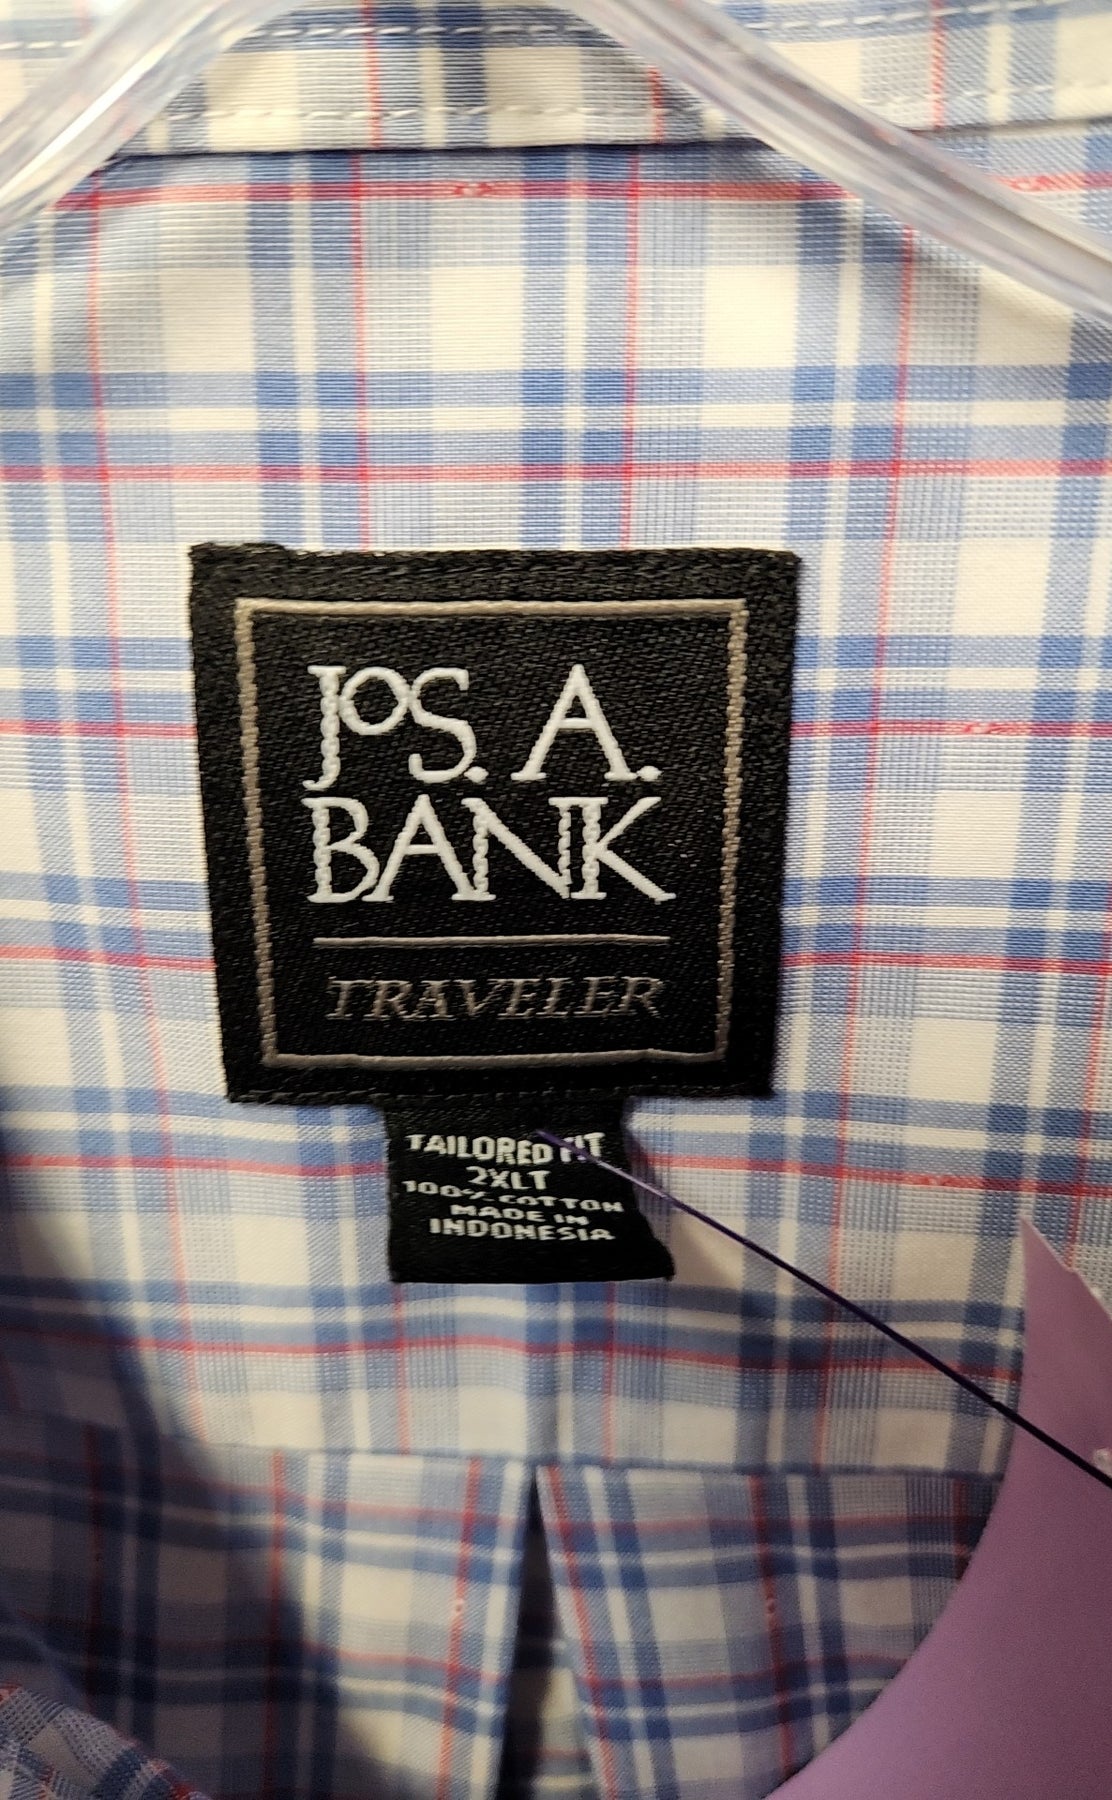 JOS. A.
BANK
TRAVELER
TAILORED FIT
2XLT
100% COTTON
MADE IN
INDONESIA